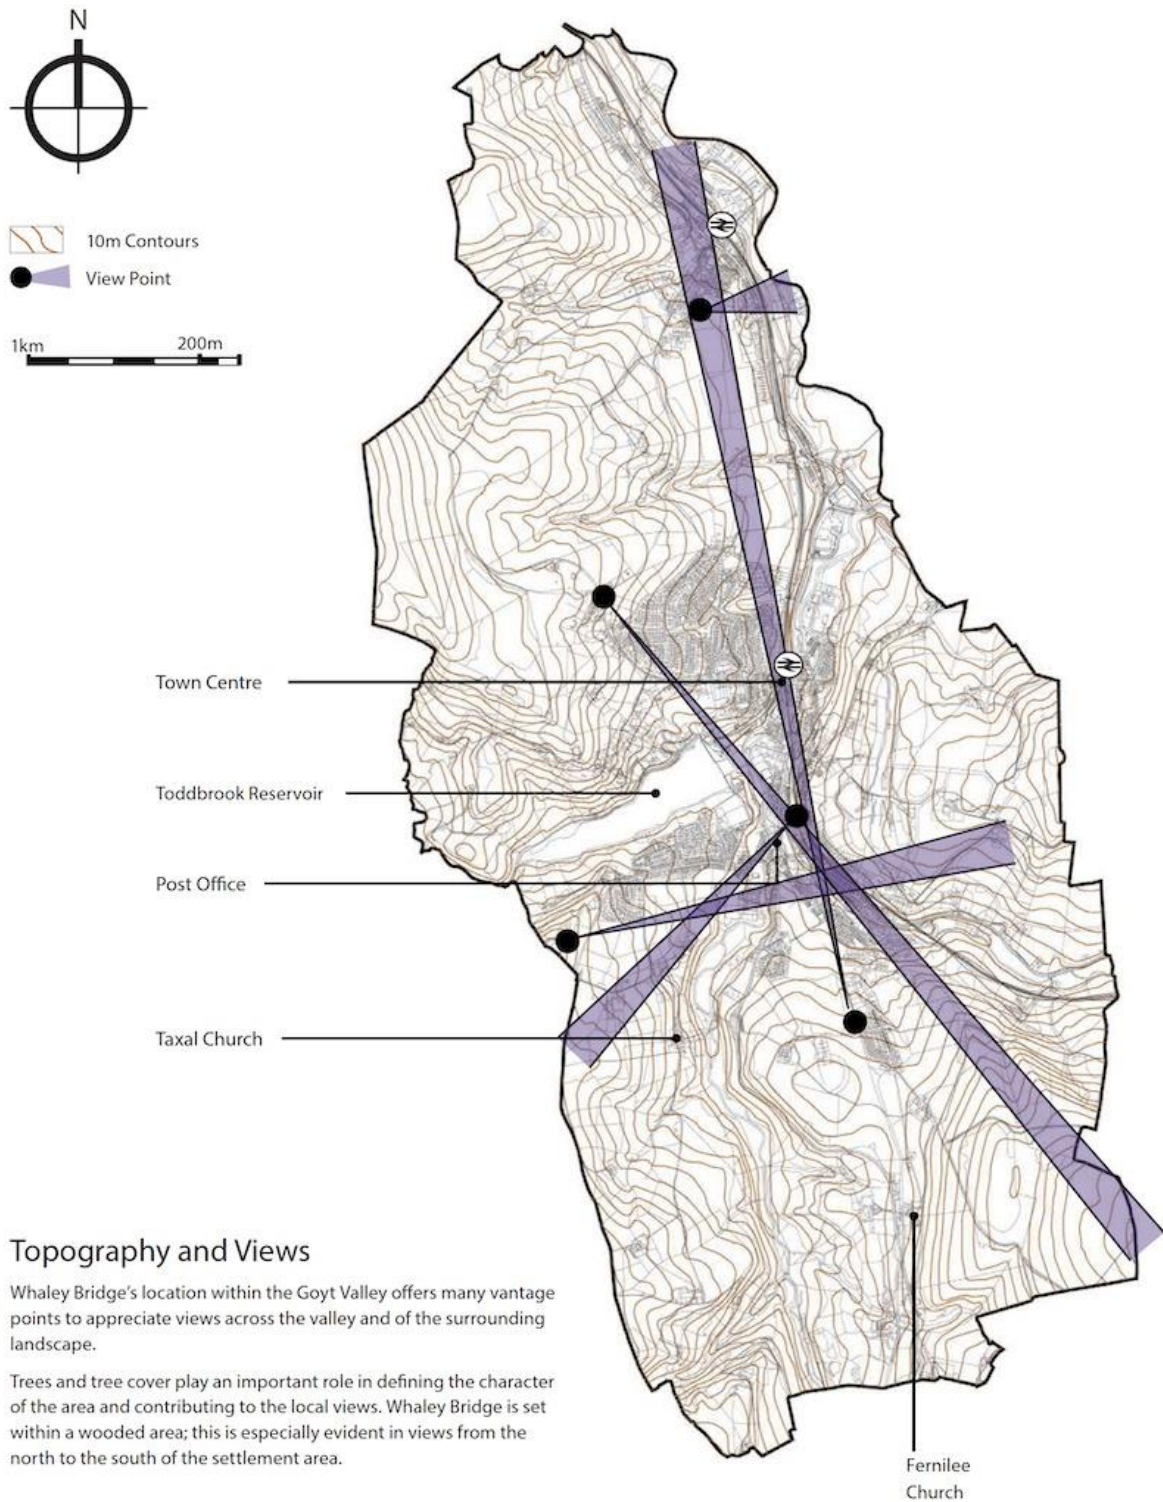 N
10m Contours
View Point
1km 200m
Town Centre
Toddbrook Reservoir
Post Office
Taxal Church
Topography and Views
Whaley Bridge's location within the Goyt Valley offers many vantage
points to appreciate views across the valley and of the surrounding
landscape.
Trees and tree cover play an important role in defining the character
of the area and contributing to the local views. Whaley Bridge is set
within a wooded area; this is especially evident in views from the
north to the south of the settlement area.
Fernilee
Church